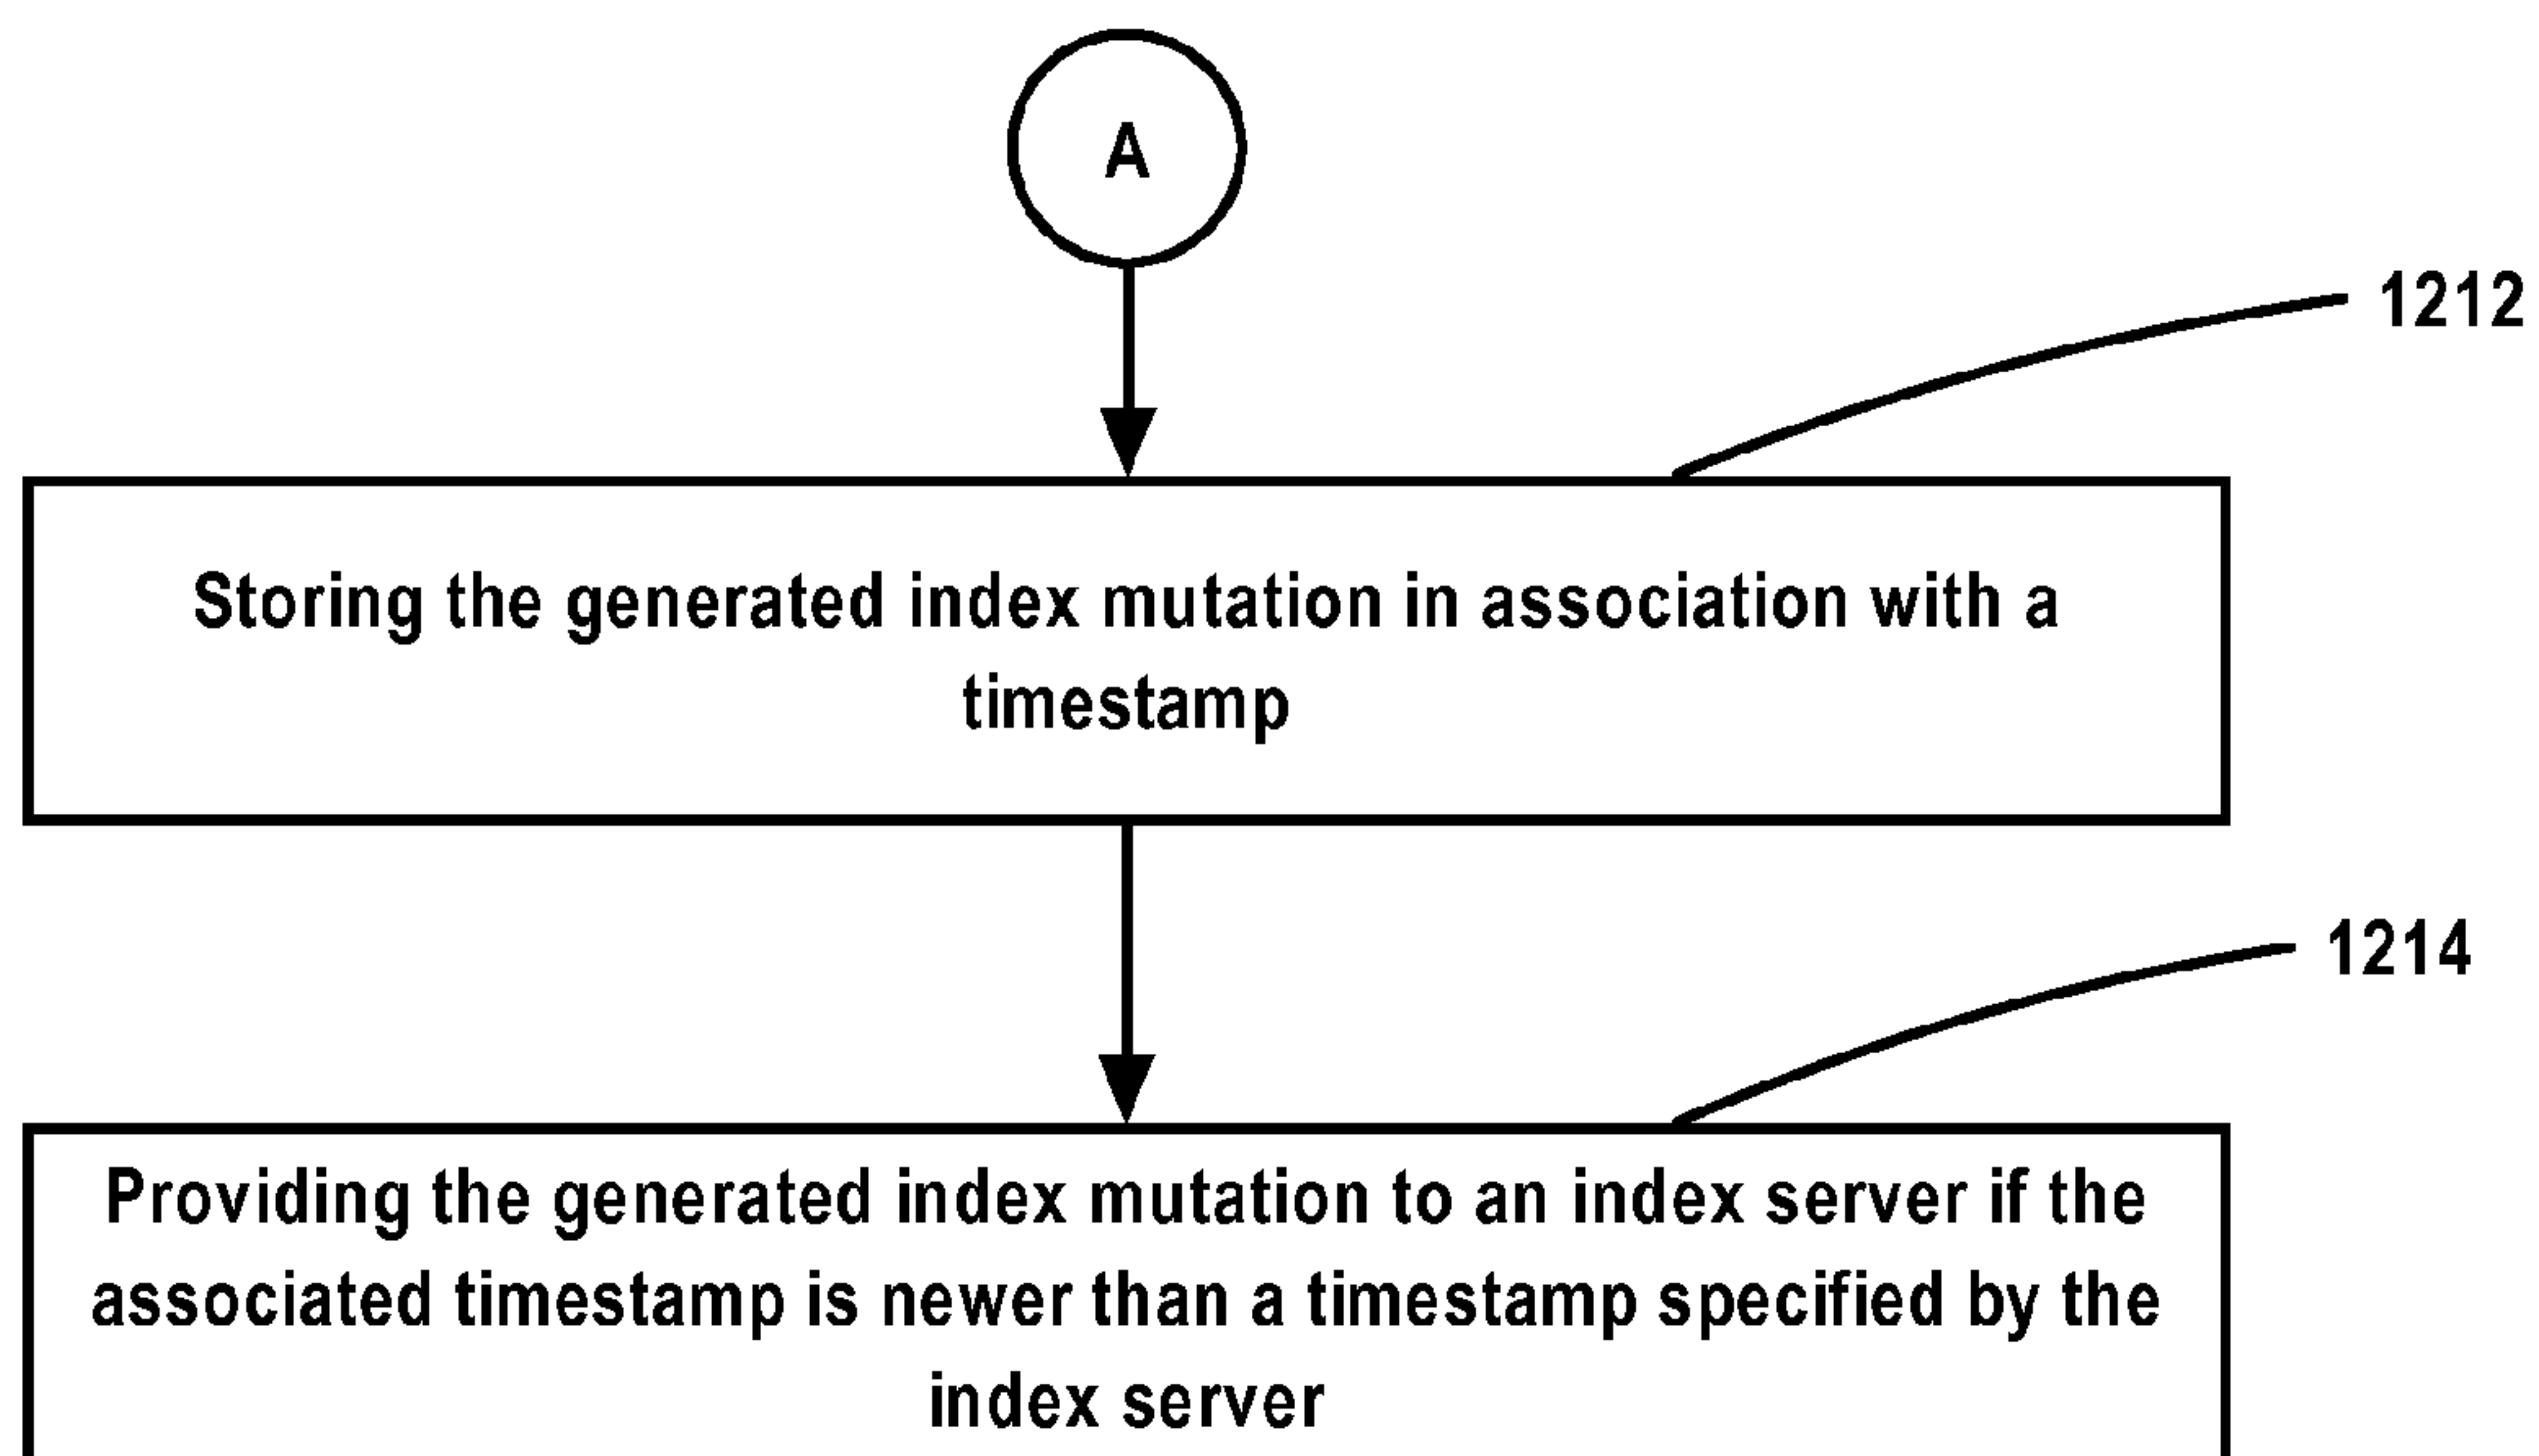 A
1212
Storing the generated index mutation in association with a
timestamp
1214
Providing the generated index mutation to an index server if the
associated timestamp is newer than a timestamp specified by the
index server